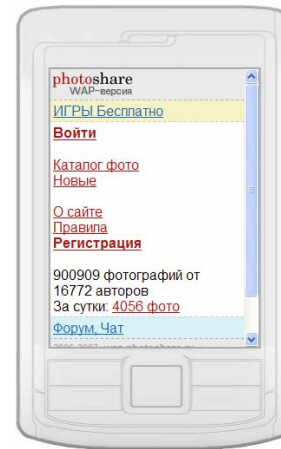 photoshare
WAP-версия
ИГРЫ Бесплатно
Войти
Каталог фото
Новые
О сайте
Правила
Регистрация
900909 фотографий от
16772 авторов
За сутки: 4056 фото
Форум, Чат